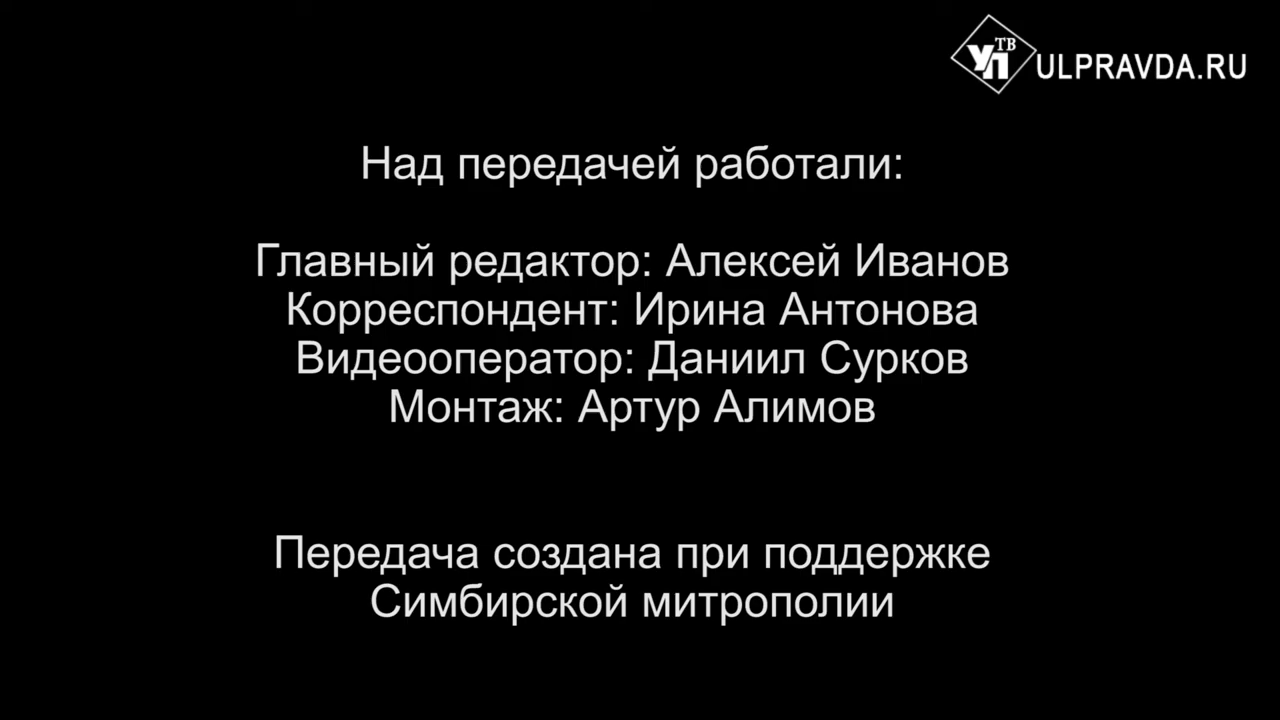 ТВ
УП
ULPRAVDA.RU
Над передачей работали:
Главный редактор: Алексей Иванов
Корреспондент: Ирина Антонова
Видеооператор: Даниил Сурков
Монтаж: Артур Алимов
Передача создана при поддержке
Симбирской митрополии